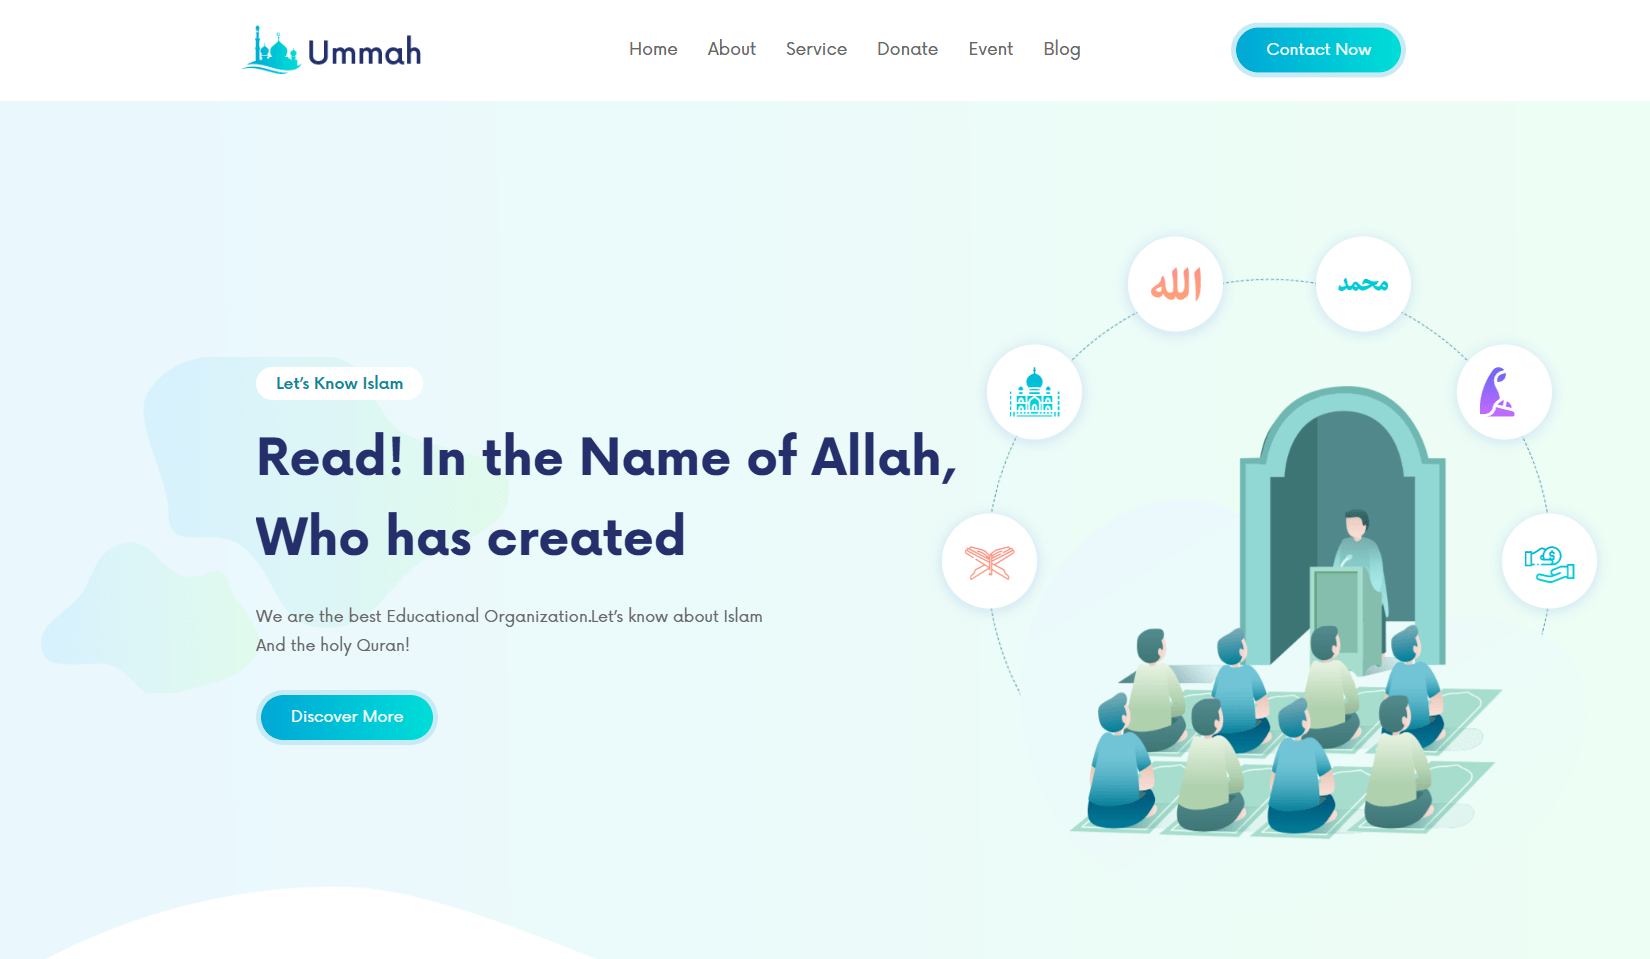 Ummah
Home
About
Service
Donate
Event
Blog
Contact Now
الله
محمد
Let's Know Islam
Read! In the Name of Allah,
Who has created
We are the best Educational Organization.Let's know about Islam
And the holy Quran!
Discover More
$